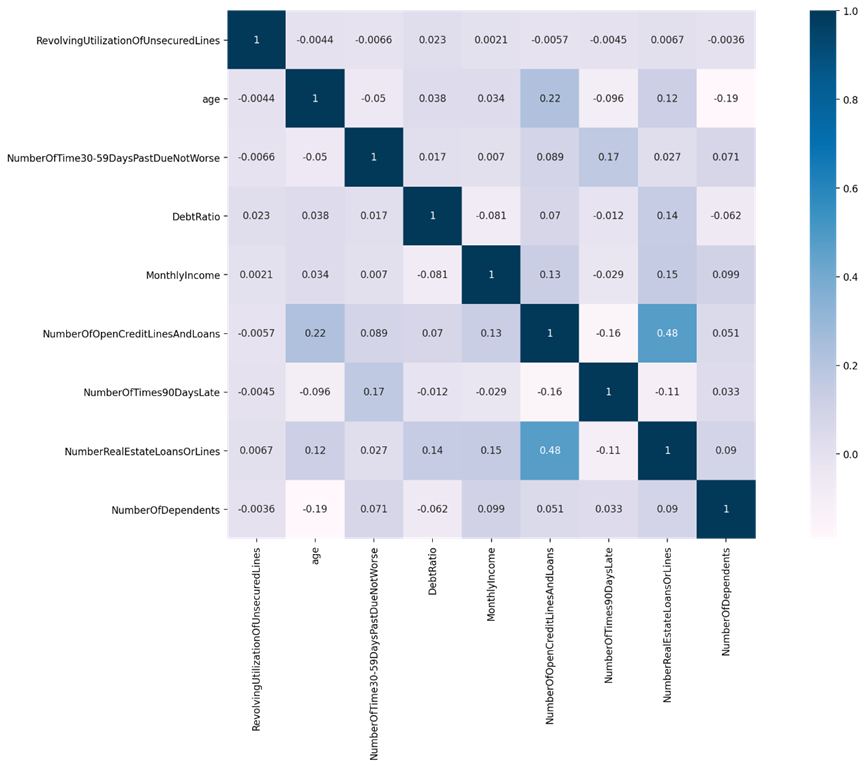 RevolvingUtilizationOfUnsecuredLines 1 -0.0044 -0.0066 0.023 0.0021 -0.0057 -0.0045 0.0067 -0.0036
age -0.0044 1 -0.05 0.038 0.034 0.22 -0.096 0.12 -0.19
NumberOfTime30-59DaysPastDueNotWorse -0.0066 -0.05 1 0.017 0.007 0.089 0.17 0.027 0.071
DebtRatio 0.023 0.038 0.017 1 -0.081 0.07 -0.012 0.14 -0.062
MonthlyIncome 0.0021 0.034 0.007 -0.081 1 0.13 -0.029 0.15 0.099
NumberOfOpenCreditLinesAndLoans -0.0057 0.22 0.089 0.07 0.13 1 -0.16 0.48 0.051
NumberOfTimes90DaysLate -0.0045 -0.096 0.17 -0.012 -0.029 -0.16 1 -0.11 0.033
NumberRealEstateLoansOrLines 0.0067 0.12 0.027 0.14 0.15 0.48 -0.11 1 0.09
NumberOfDependents -0.0036 -0.19 0.071 -0.062 0.099 0.051 0.033 0.09 1
RevolvingUtilizationOfUnsecuredLines
age
NumberOfTime30-59DaysPastDueNotWorse
DebtRatio
MonthlyIncome
NumberOfOpenCreditLinesAndLoans
NumberOfTimes90DaysLate
NumberRealEstateLoansOrLines
NumberOfDependents
1.0
0.8
0.6
0.4
0.2
0.0